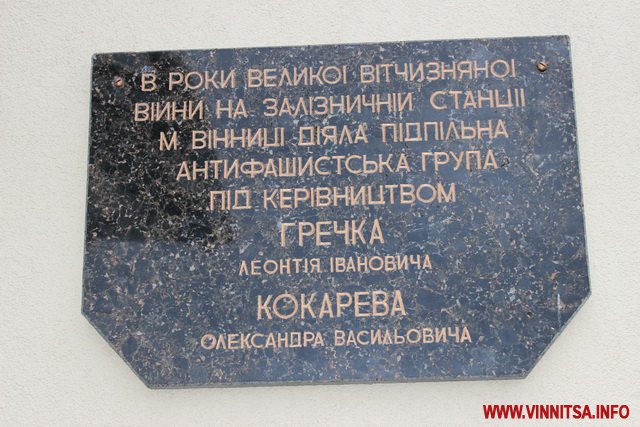 В РОКИ ВЕЛИКОЇ ВІТЧИЗНЯНОЇ
ВІЙНИ НА ЗАЛІЗНИЧНІЙ СТАНЦІЇ
М ВІННИЦІ ДІЯЛА ПІДПІЛЬНА
АНТИФАШИСТСЬКА ГРУПА
ПІД КЕРІВНИЦТВОМ
ГРЕЧКА
ЛЕОНТІЯ ІВАНОВИЧА
КОКАРЕВА
ОЛЕКСАНДРА ВАСИЛЬОВИЧА
WWW.VINNITSA.INFO